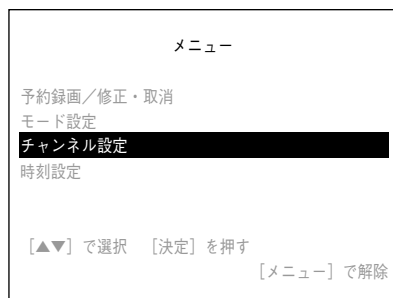 メニュー
予約録画／修正・取消
モード設定
チャンネル設定
時刻設定
［▲▼］で選択　［決定］を押す
［メニュー］で解除